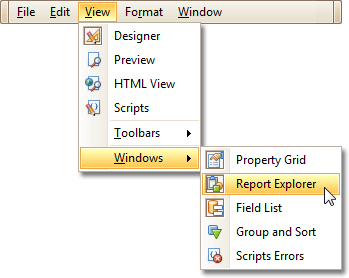 File Edit View Format Window
Designer
Preview
HTML View
Scripts
Toolbars
Windows
Property Grid
Report Explorer
Field List
Group and Sort
Scripts Errors